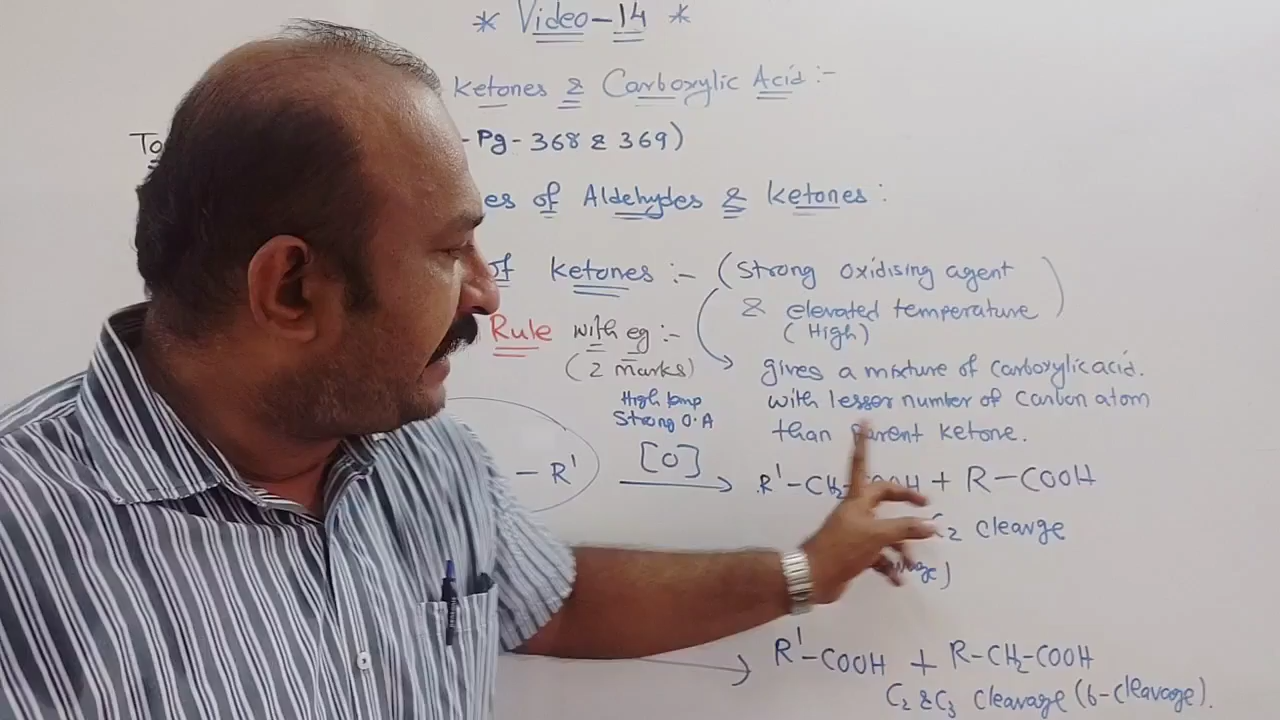 * Video-14 *
ketones & Carboxylic Acid :-
To
- Pg - 368 & 369)
es of Aldehydes & ketones :
of ketones :- (Strong oxidising agent
& elevated temperature)
(High)
Rule with eg :-
(2 marks)
gives a mixture of carboxylic acid.
with lesser number of Carbon atom
than parent ketone.
High temp
Strong O.A
- R' [O] R'-CH2-COOH + R-COOH
C2 cleavge
R'-COOH + R-CH2-COOH
C2 & C3 cleavage (b-cleavage).